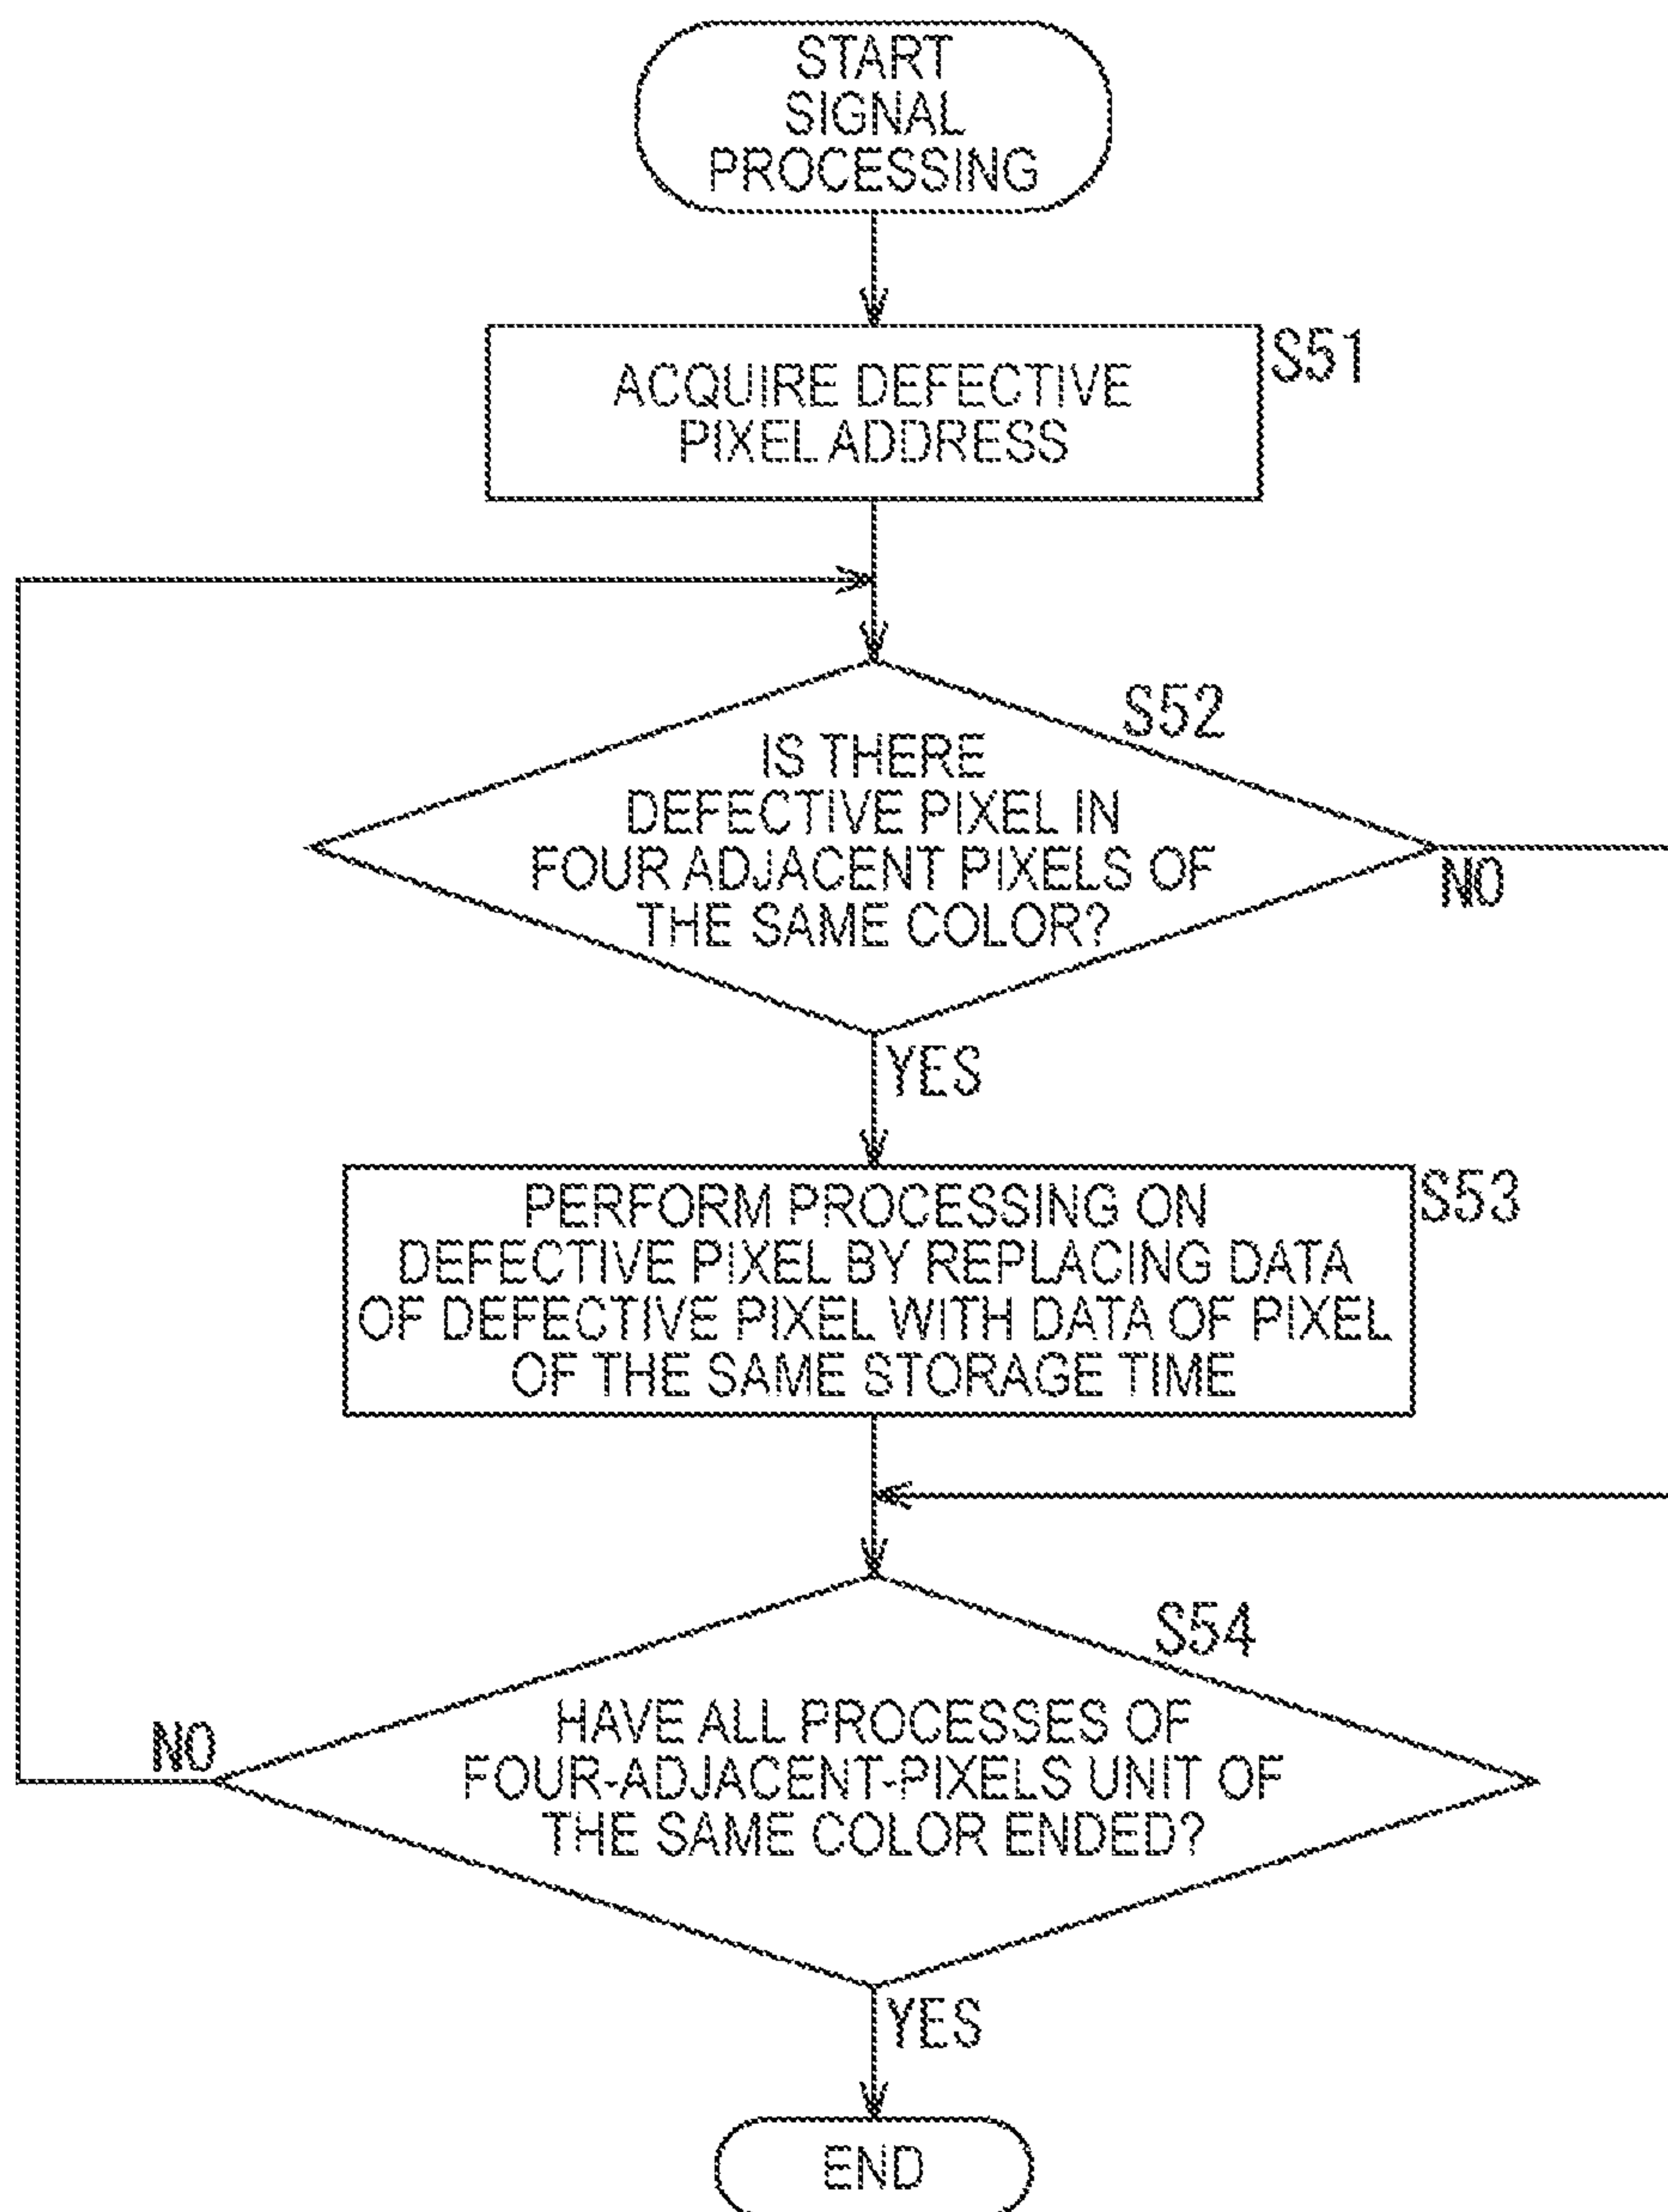 START
SIGNAL
PROCESSING
S51
ACQUIRE DEFECTIVE
PIXEL ADDRESS
S52
IS THERE
DEFECTIVE PIXEL IN
FOUR ADJACENT PIXELS OF
THE SAME COLOR?
NO
YES
S53
PERFORM PROCESSING ON
DEFECTIVE PIXEL BY REPLACING DATA
OF DEFECTIVE PIXEL WITH DATA OF PIXEL
OF THE SAME STORAGE TIME
S54
HAVE ALL PROCESSES OF
FOUR-ADJACENT-PIXELS UNIT OF
THE SAME COLOR ENDED?
NO
YES
END